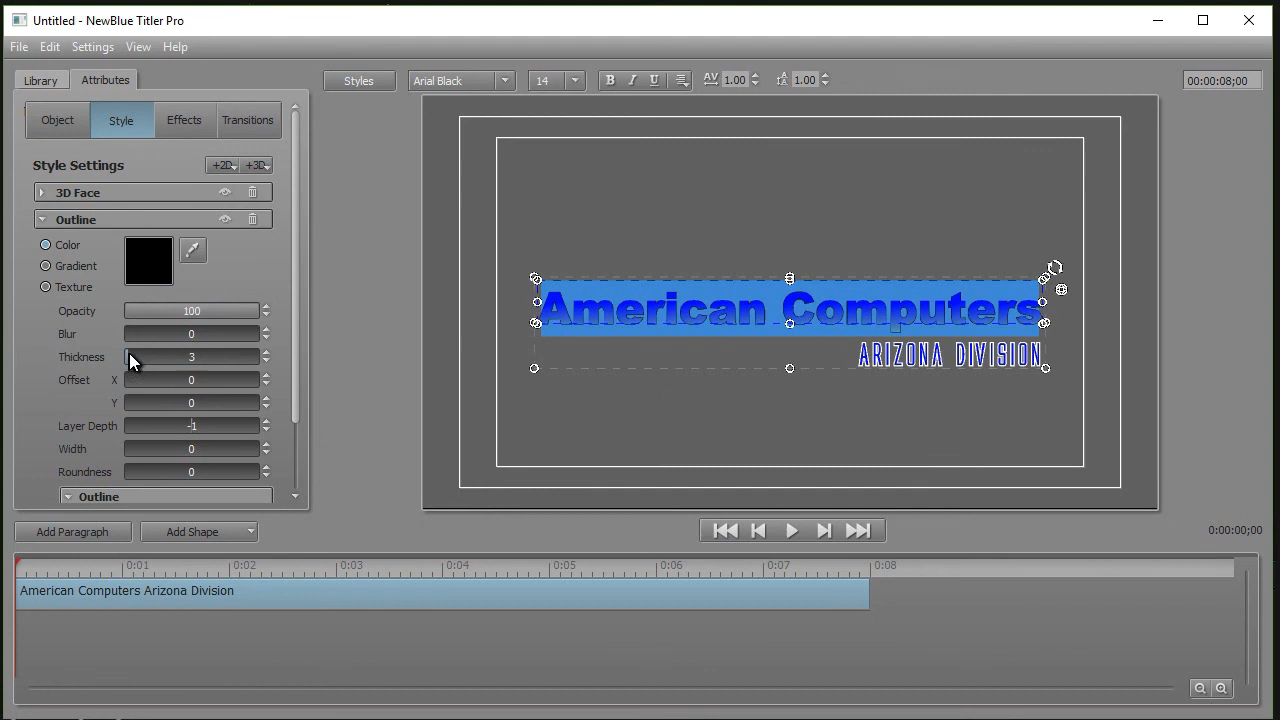 Untitled - NewBlue Titler Pro
File Edit Settings View Help
Library Attributes
Styles Arial Black 14 B I U AV 1.00 A 1.00 00:00:08;00
Object Style Effects Transitions
Style Settings +2D +3D
3D Face
Outline
Color
Gradient
Texture
Opacity 100
Blur 0
Thickness 3
Offset X 0
Y 0
Layer Depth -1
Width 0
Roundness 0
Outline
American Computers
ARIZONA DIVISION
Add Paragraph Add Shape
0:00:00;00
0:01 0:02 0:03 0:04 0:05 0:06 0:07 0:08
American Computers Arizona Division